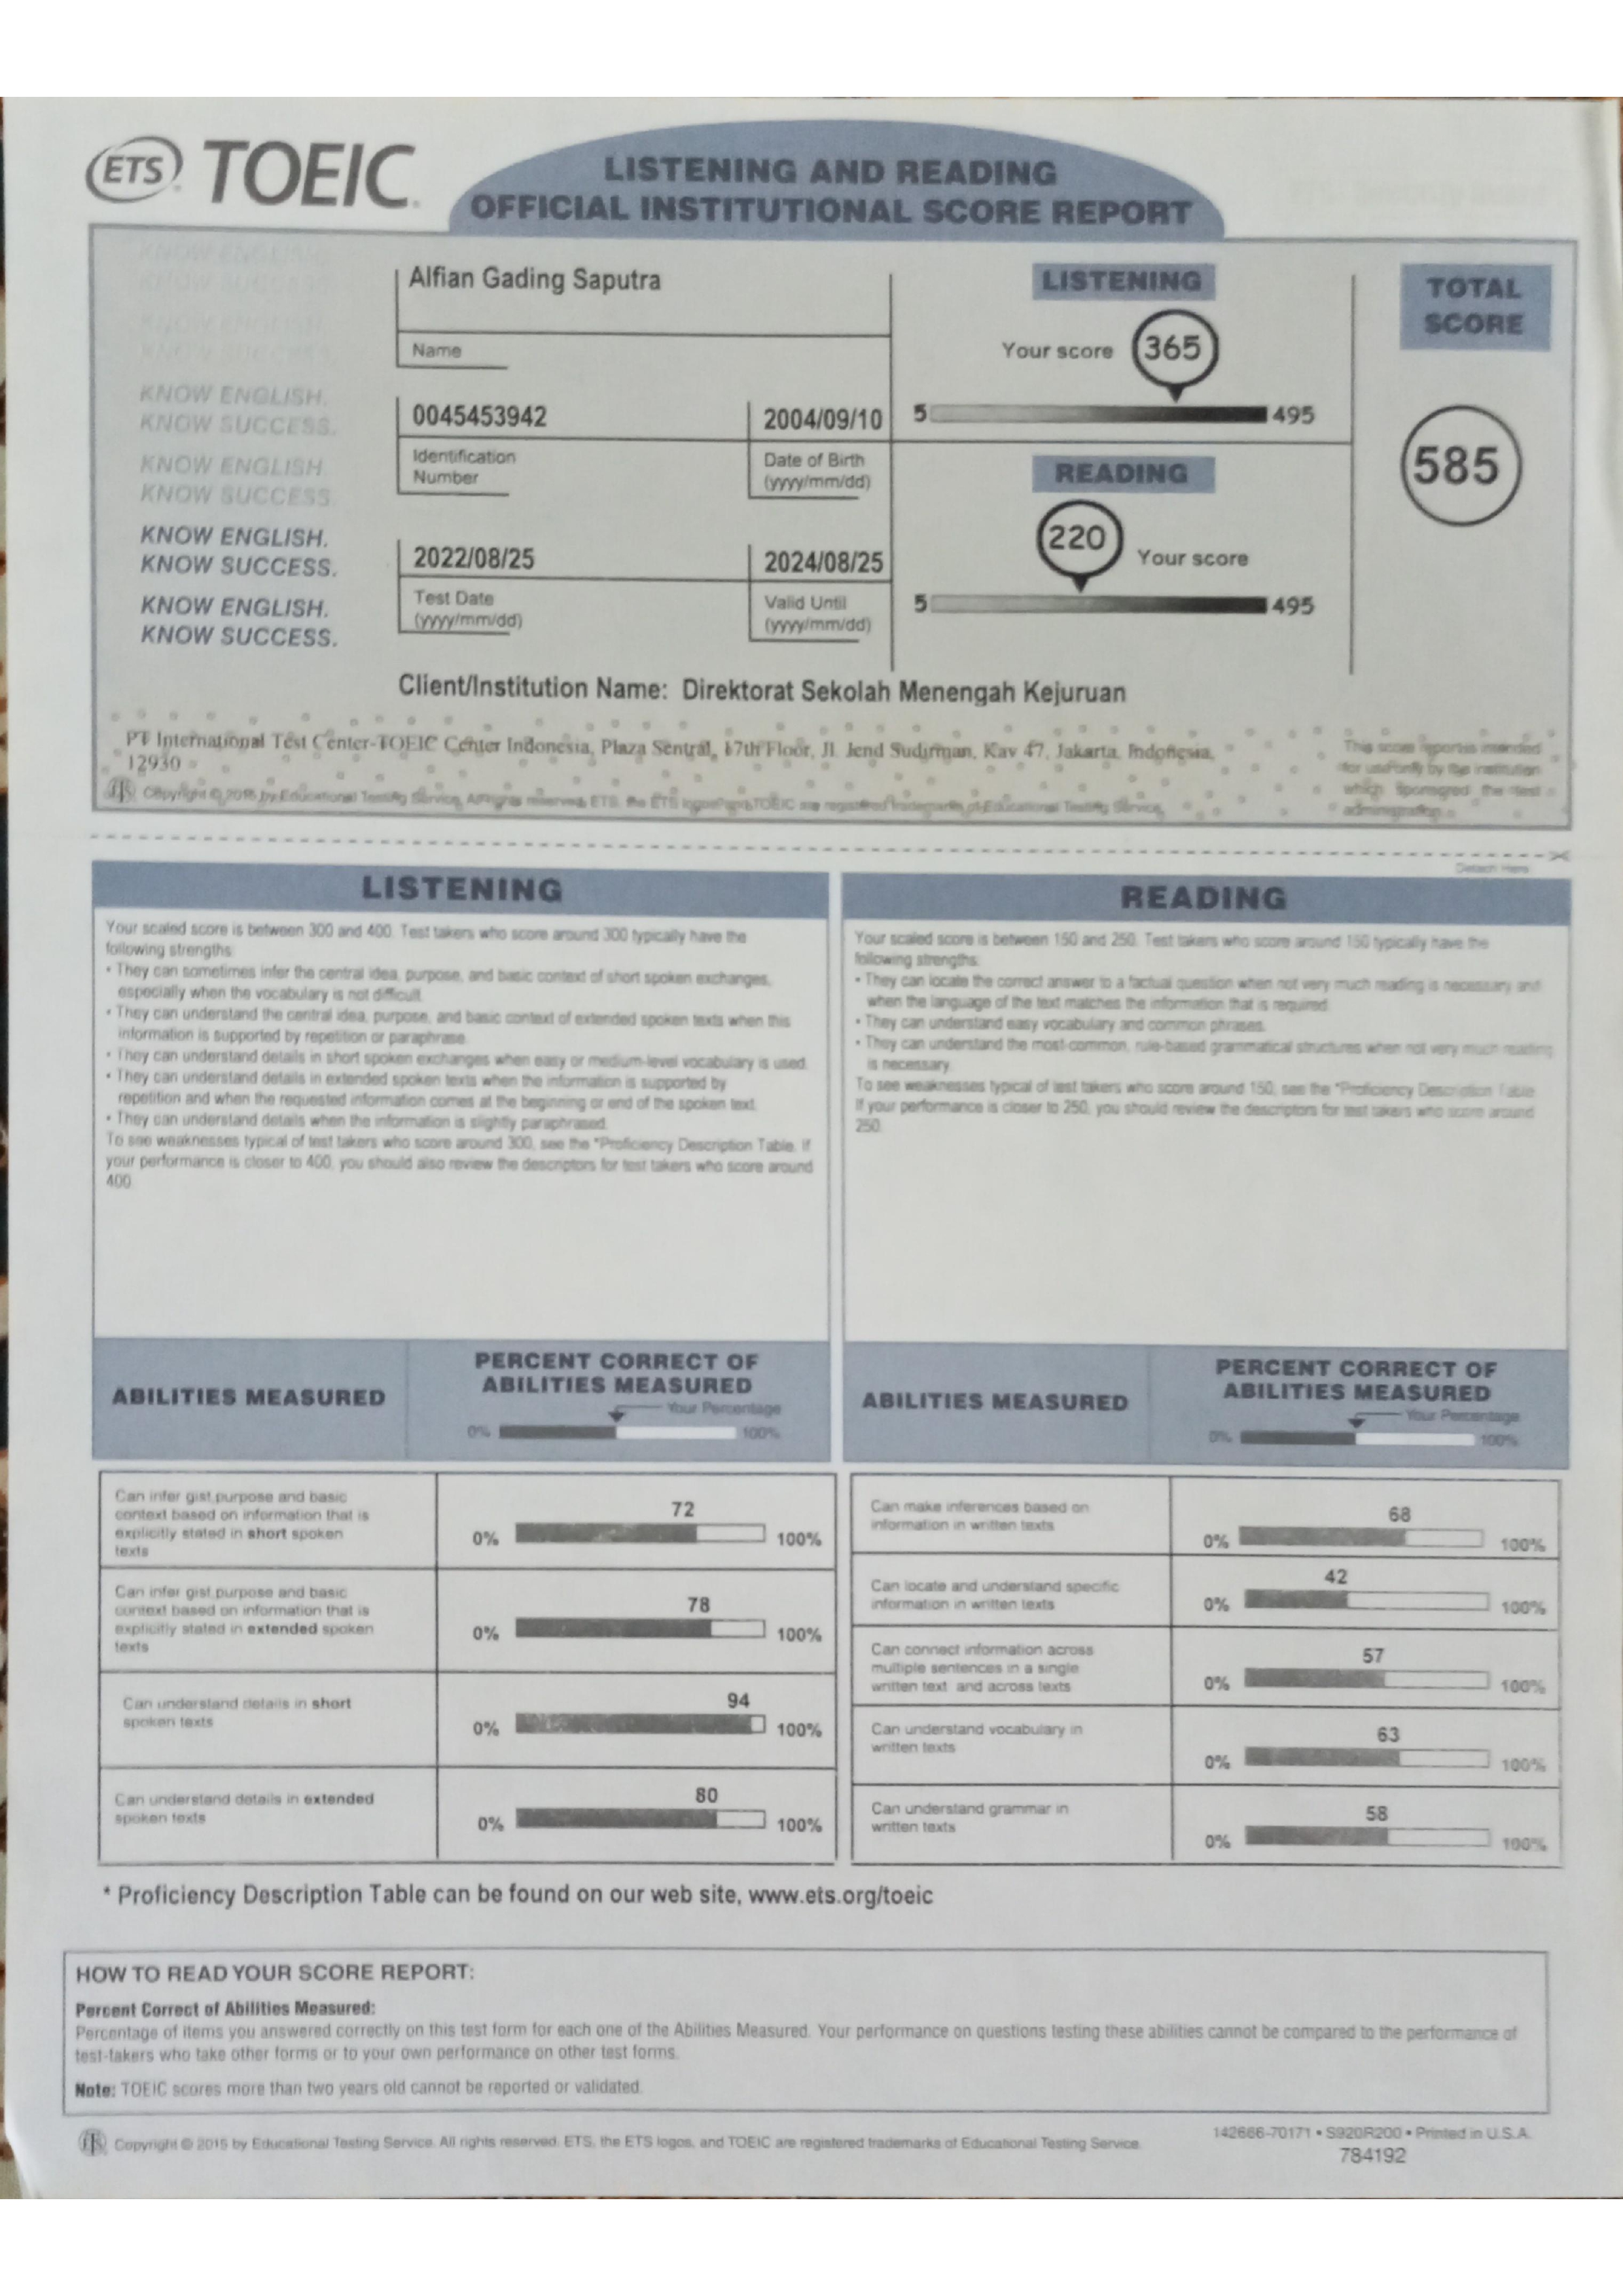 ETS TOEIC
LISTENING AND READING
OFFICIAL INSTITUTIONAL SCORE REPORT
KNOW ENGLISH.
KNOW SUCCESS.
KNOW ENGLISH.
KNOW SUCCESS.
KNOW ENGLISH.
KNOW SUCCESS.
KNOW ENGLISH
KNOW SUCCESS
KNOW ENGLISH.
KNOW SUCCESS.
KNOW ENGLISH.
KNOW SUCCESS.
Alfian Gading Saputra
Name
0045453942
Identification
Number
2004/09/10
Date of Birth
(yyyy/mm/dd)
2022/08/25
Test Date
(yyyy/mm/dd)
2024/08/25
Valid Until
(yyyy/mm/dd)
LISTENING
Your score 365
5 495
READING
220 Your score
5 495
TOTAL
SCORE
585
Client/Institution Name: Direktorat Sekolah Menengah Kejuruan
PT International Test Center-TOEIC Center Indonesia, Plaza Sentral, 17th Floor, Jl. Jend Sudirman, Kav 47, Jakarta, Indonesia,
12930
Copyright © 2016 by Educational Testing Service. All rights reserved. ETS, the ETS logos and TOEIC are registered trademarks of Educational Testing Service.
This score report is intended
for use only by the institution
which sponsored the test
administration.
Detach Here
LISTENING
Your scaled score is between 300 and 400. Test takers who score around 300 typically have the
following strengths:
• They can sometimes infer the central idea, purpose, and basic context of short spoken exchanges,
especially when the vocabulary is not difficult.
• They can understand the central idea, purpose, and basic context of extended spoken texts when this
information is supported by repetition or paraphrase.
• They can understand details in short spoken exchanges when easy or medium-level vocabulary is used.
• They can understand details in extended spoken texts when the information is supported by
repetition and when the requested information comes at the beginning or end of the spoken text.
• They can understand details when the information is slightly paraphrased.
To see weaknesses typical of test takers who score around 300, see the "Proficiency Description Table. If
your performance is closer to 400, you should also review the descriptors for test takers who score around
400.
READING
Your scaled score is between 150 and 250. Test takers who score around 150 typically have the
following strengths:
• They can locate the correct answer to a factual question when not very much reading is necessary and
when the language of the text matches the information that is required.
• They can understand easy vocabulary and common phrases.
• They can understand the most-common, rule-based grammatical structures when not very much reading
is necessary.
To see weaknesses typical of test takers who score around 150, see the "Proficiency Description Table
If your performance is closer to 250, you should review the descriptors for test takers who score around
250.
ABILITIES MEASURED
PERCENT CORRECT OF
ABILITIES MEASURED
Your Percentage
0% 100%
Can infer gist,purpose and basic
context based on information that is
explicitly stated in short spoken
texts
72
0% 100%
Can infer gist,purpose and basic
context based on information that is
explicitly stated in extended spoken
texts
78
0% 100%
Can understand details in short
spoken texts
94
0% 100%
Can understand details in extended
spoken texts
80
0% 100%
ABILITIES MEASURED
PERCENT CORRECT OF
ABILITIES MEASURED
Your Percentage
0% 100%
Can make inferences based on
information in written texts
68
0% 100%
Can locate and understand specific
information in written texts
42
0% 100%
Can connect information across
multiple sentences in a single
written text and across texts
57
0% 100%
Can understand vocabulary in
written texts
63
0% 100%
Can understand grammar in
written texts
58
0% 100%
* Proficiency Description Table can be found on our web site, www.ets.org/toeic
HOW TO READ YOUR SCORE REPORT:
Percent Correct of Abilities Measured:
Percentage of items you answered correctly on this test form for each one of the Abilities Measured. Your performance on questions testing these abilities cannot be compared to the performance of
test-takers who take other forms or to your own performance on other test forms.
Note: TOEIC scores more than two years old cannot be reported or validated.
Copyright © 2015 by Educational Testing Service. All rights reserved. ETS, the ETS logos, and TOEIC are registered trademarks of Educational Testing Service.
142666-70171 • S920R200 • Printed in U.S.A.
784192